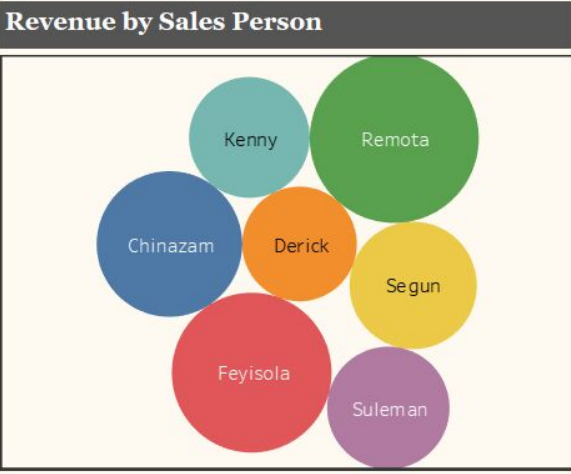 Revenue by Sales Person
Kenny
Remota
Chinazam
Derick
Segun
Feyisola
Suleman